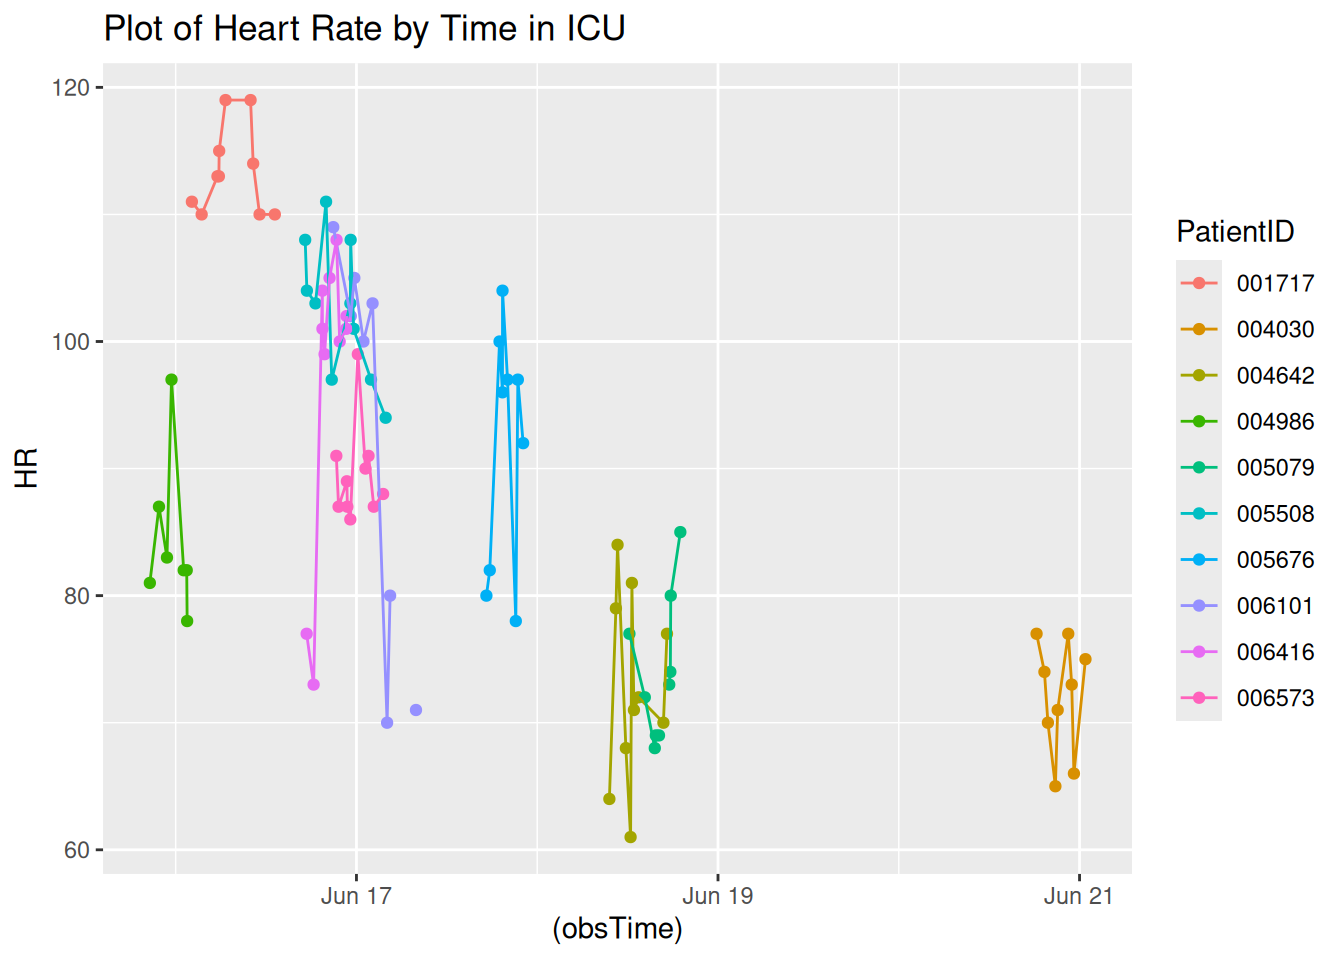 Plot of Heart Rate by Time in ICU
120
100
80
60
HR
Jun 17
Jun 19
Jun 21
(obsTime)
PatientID
001717
004030
004642
004986
005079
005508
005676
006101
006416
006573